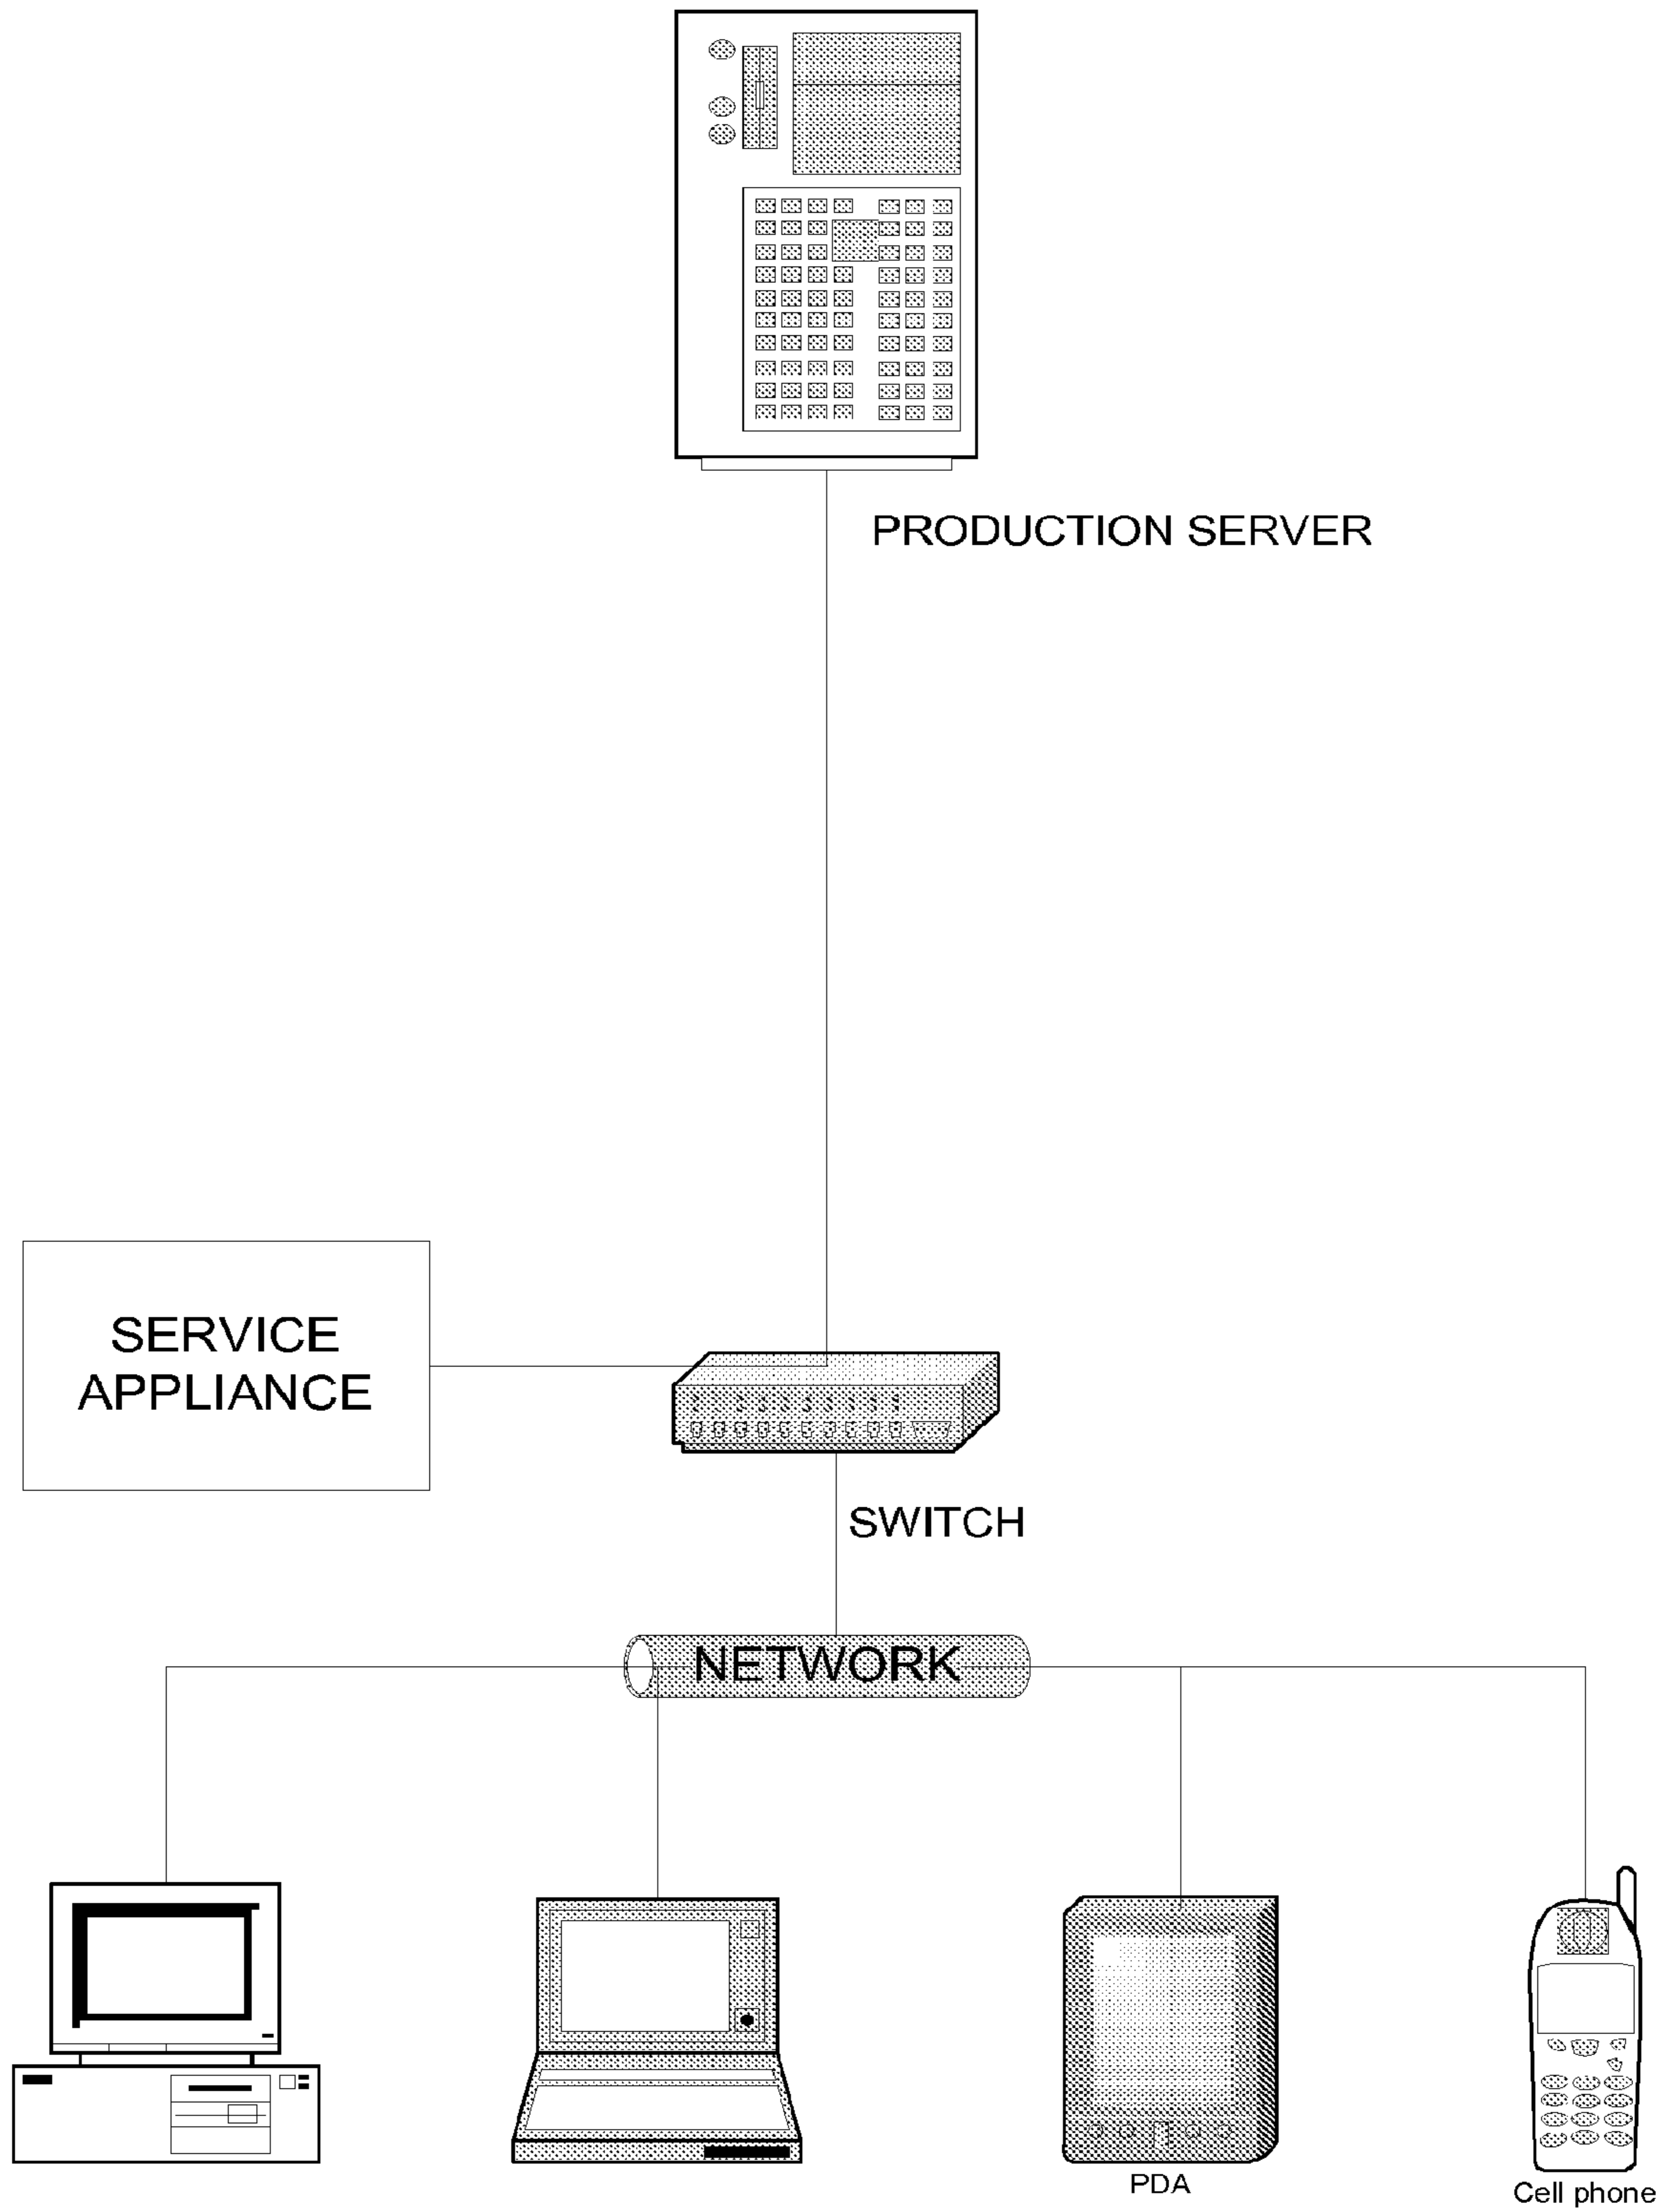 PRODUCTION SERVER
SERVICE
APPLIANCE
SWITCH
NETWORK
PDA
Cell phone